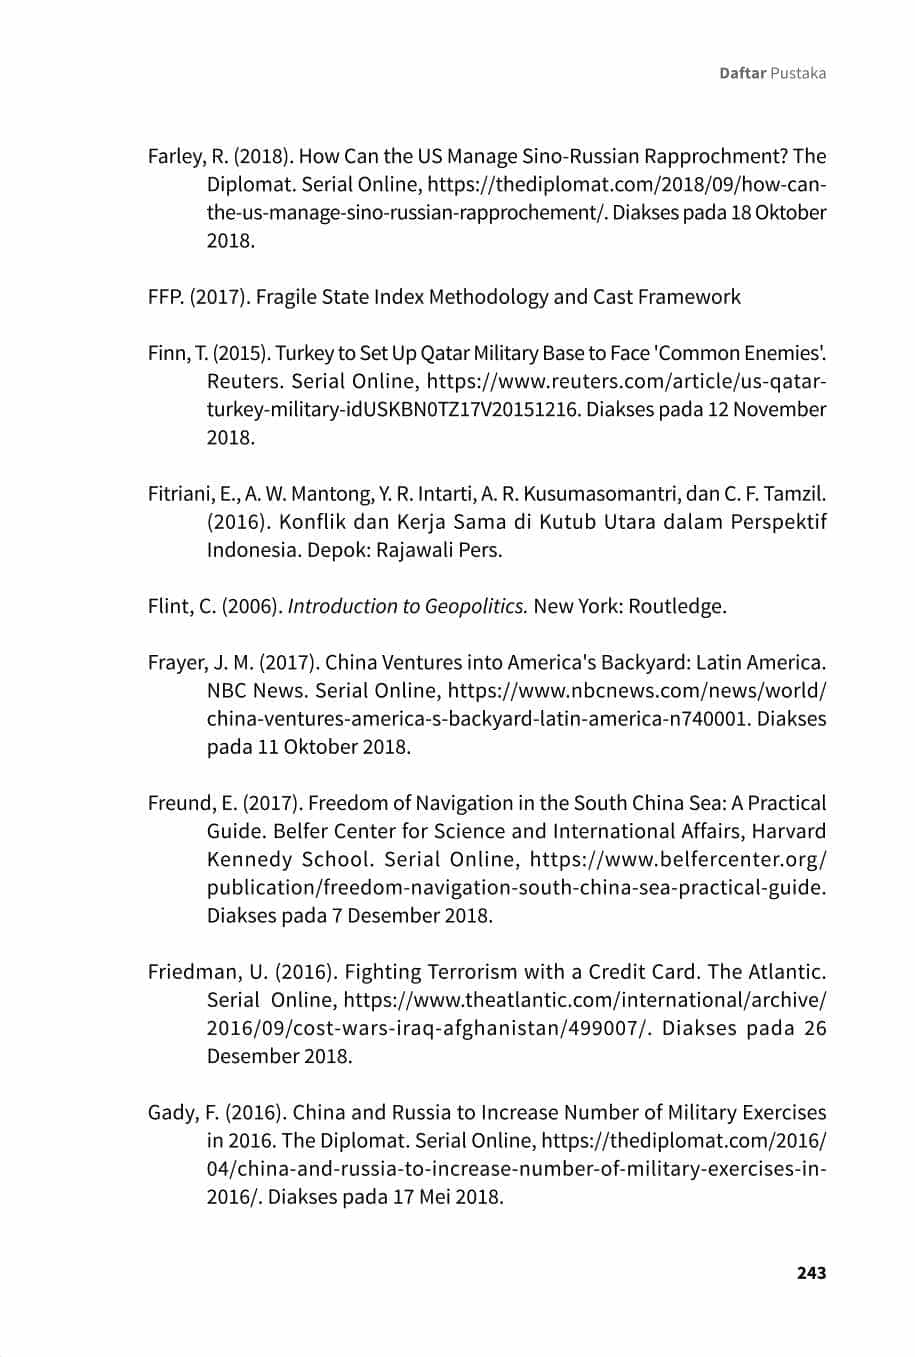 Daftar Pustaka
Farley, R. (2018). How Can the US Manage Sino-Russian Rapprochment? The
Diplomat. Serial Online, https://thediplomat.com/2018/09/how-can-
the-us-manage-sino-russian-rapprochement/. Diakses pada 18 Oktober
2018.
FFP. (2017). Fragile State Index Methodology and Cast Framework
Finn, T. (2015). Turkey to Set Up Qatar Military Base to Face 'Common Enemies'.
Reuters. Serial Online, https://www.reuters.com/article/us-qatar-
turkey-military-idUSKBN0TZ17V20151216. Diakses pada 12 November
2018.
Fitriani, E., A. W. Mantong, Y. R. Intarti, A. R. Kusumasomantri, dan C. F. Tamzil.
(2016). Konflik dan Kerja Sama di Kutub Utara dalam Perspektif
Indonesia. Depok: Rajawali Pers.
Flint, C. (2006). Introduction to Geopolitics. New York: Routledge.
Frayer, J. M. (2017). China Ventures into America's Backyard: Latin America.
NBC News. Serial Online, https://www.nbcnews.com/news/world/
china-ventures-america-s-backyard-latin-america-n740001. Diakses
pada 11 Oktober 2018.
Freund, E. (2017). Freedom of Navigation in the South China Sea: A Practical
Guide. Belfer Center for Science and International Affairs, Harvard
Kennedy School. Serial Online, https://www.belfercenter.org/
publication/freedom-navigation-south-china-sea-practical-guide.
Diakses pada 7 Desember 2018.
Friedman, U. (2016). Fighting Terrorism with a Credit Card. The Atlantic.
Serial Online, https://www.theatlantic.com/international/archive/
2016/09/cost-wars-iraq-afghanistan/499007/. Diakses pada 26
Desember 2018.
Gady, F. (2016). China and Russia to Increase Number of Military Exercises
in 2016. The Diplomat. Serial Online, https://thediplomat.com/2016/
04/china-and-russia-to-increase-number-of-military-exercises-in-
2016/. Diakses pada 17 Mei 2018.
243